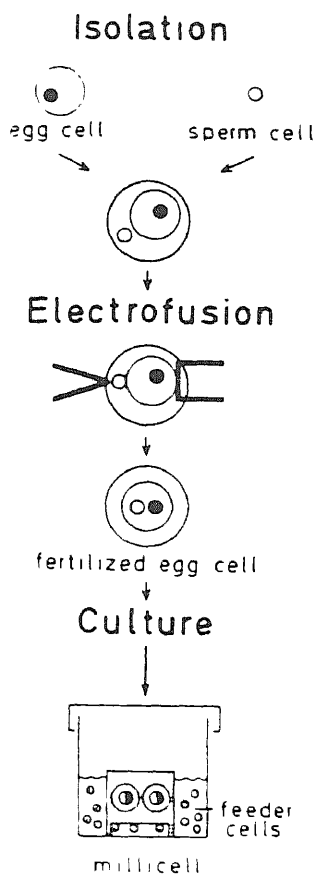 Isolation
egg cell sperm cell
Electrofusion
fertilized egg cell
Culture
feeder
cells
millicell